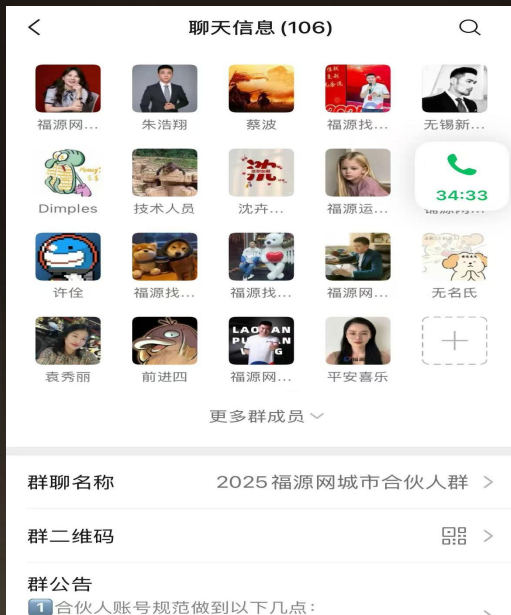 聊天信息 (106)
福源网... 朱浩翔 蔡波 福源找... 无锡新...
34:33
Dimples 技术人员 沈卉... 福源运...
许佺 福源找... 福源找... 福源网... 无名氏
袁秀丽 前进四 福源网... 平安喜乐
更多群成员
群聊名称 2025福源网城市合伙人群
群二维码
群公告
1 合伙人账号规范做到以下几点: